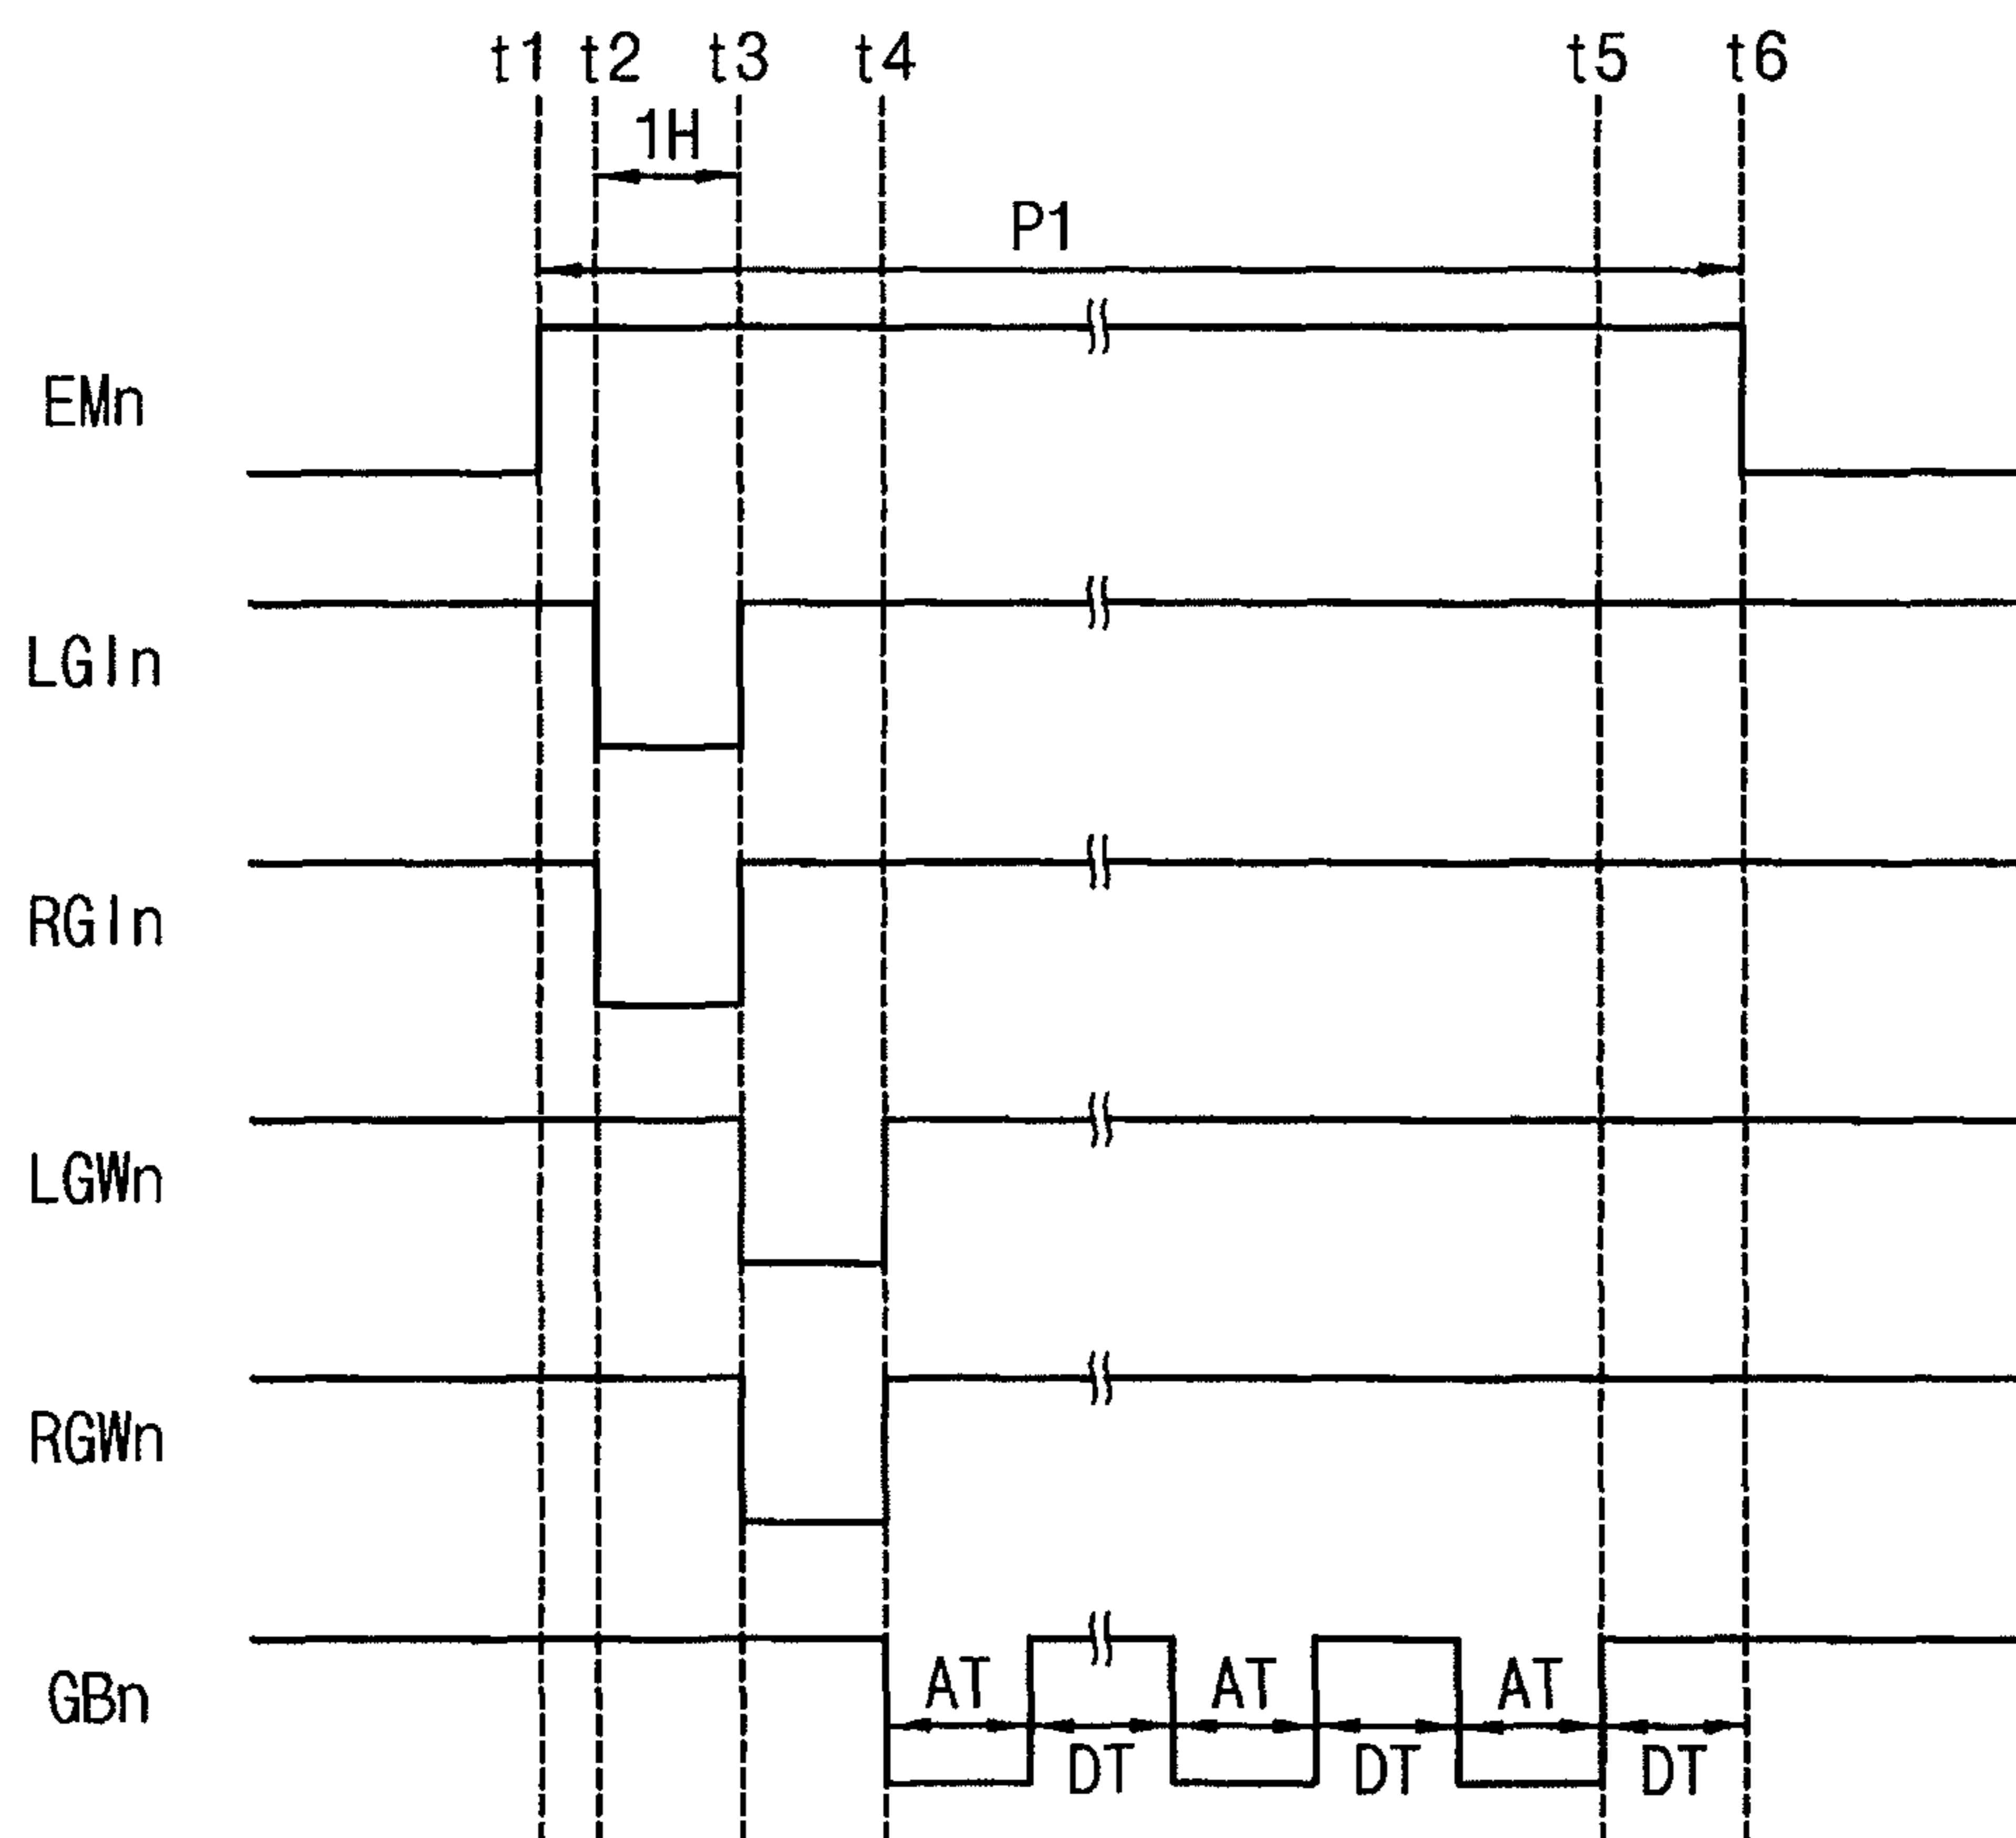 t1 t2 t3 t4 t5 t6
1H
P1
EMn
LGIn
RGIn
LGWn
RGWn
GBn
AT AT AT
DT DT DT